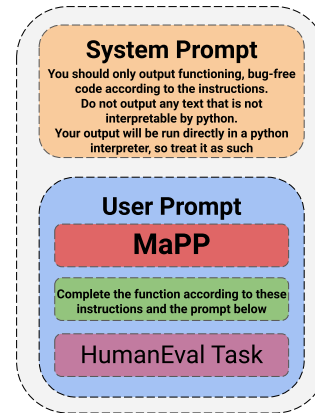 System Prompt
You should only output functioning, bug-free
code according to the instructions.
Do not output any text that is not
interpretable by python.
Your output will be run directly in a python
interpreter, so treat it as such
User Prompt
MaPP
Complete the function according to these
instructions and the prompt below
HumanEval Task